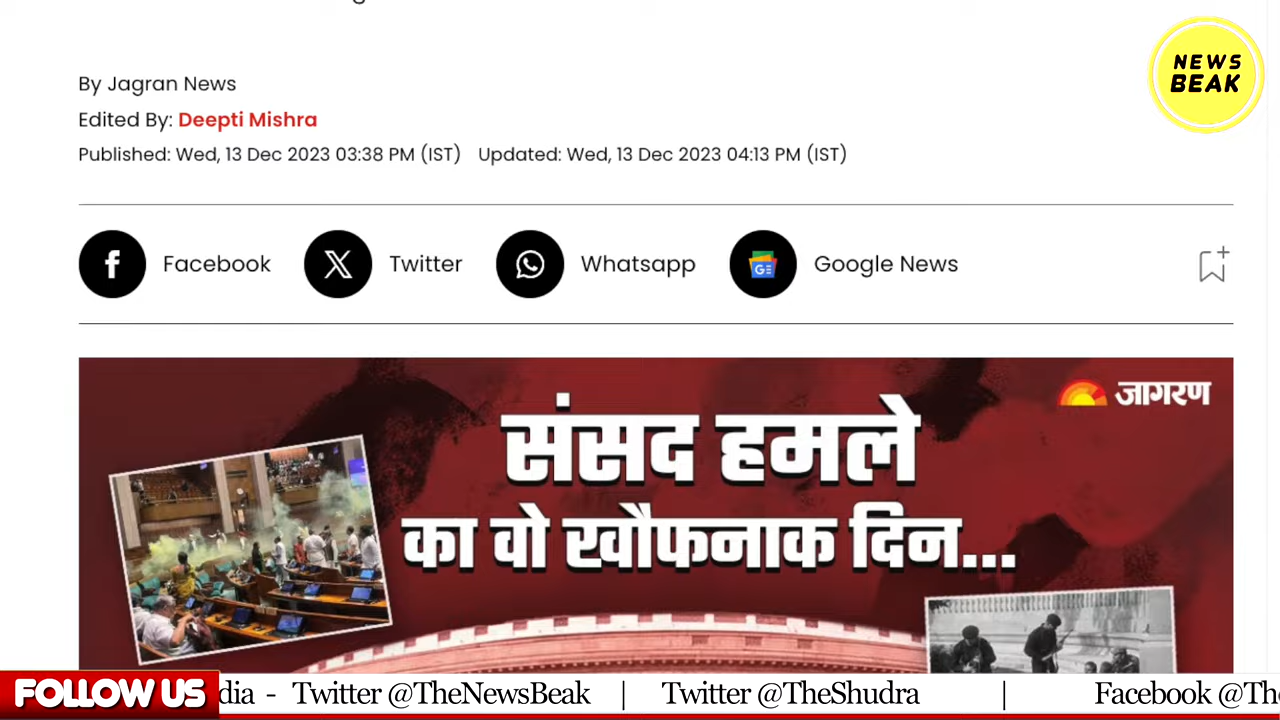 NEWS
BEAK
By Jagran News
Edited By: Deepti Mishra
Published: Wed, 13 Dec 2023 03:38 PM (IST) Updated: Wed, 13 Dec 2023 04:13 PM (IST)
Facebook Twitter Whatsapp Google News
जागरण
संसद हमले
का वो खौफनाक दिन...
FOLLOW US dia - Twitter @TheNewsBeak | Twitter @TheShudra | Facebook @The